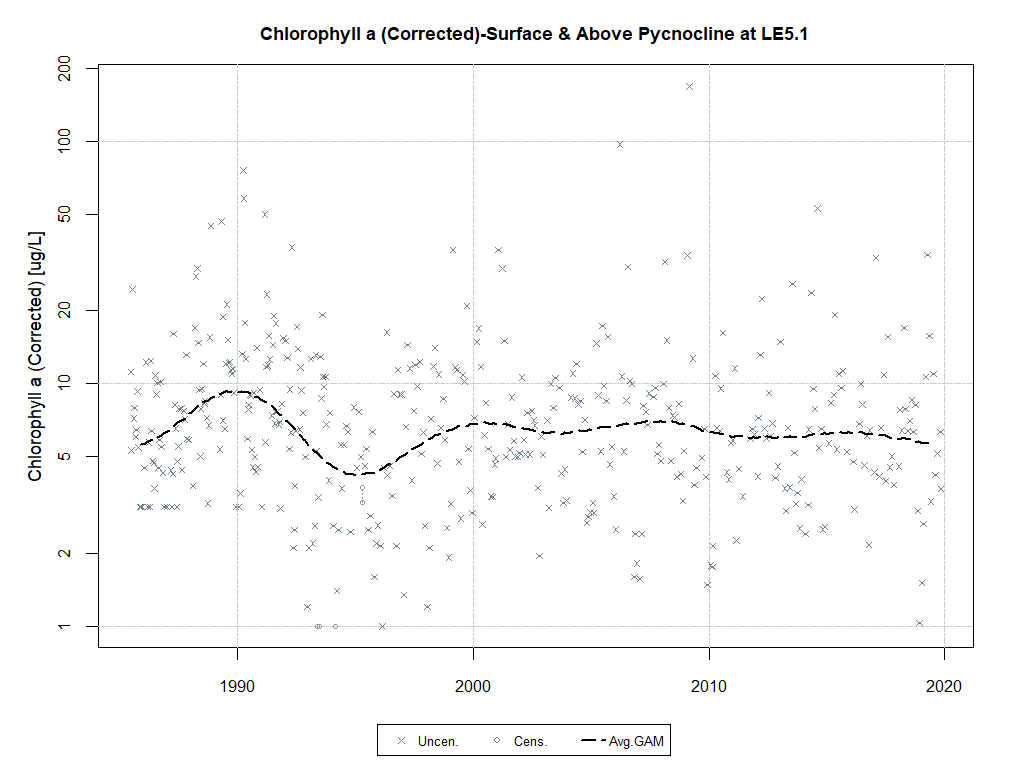 Chlorophyll a (Corrected)-Surface & Above Pycnocline at LE5.1
Chlorophyll a (Corrected) [ug/L]
200
100
50
20
10
5
2
1
1990 2000 2010 2020
Uncen. Cens. Avg.GAM